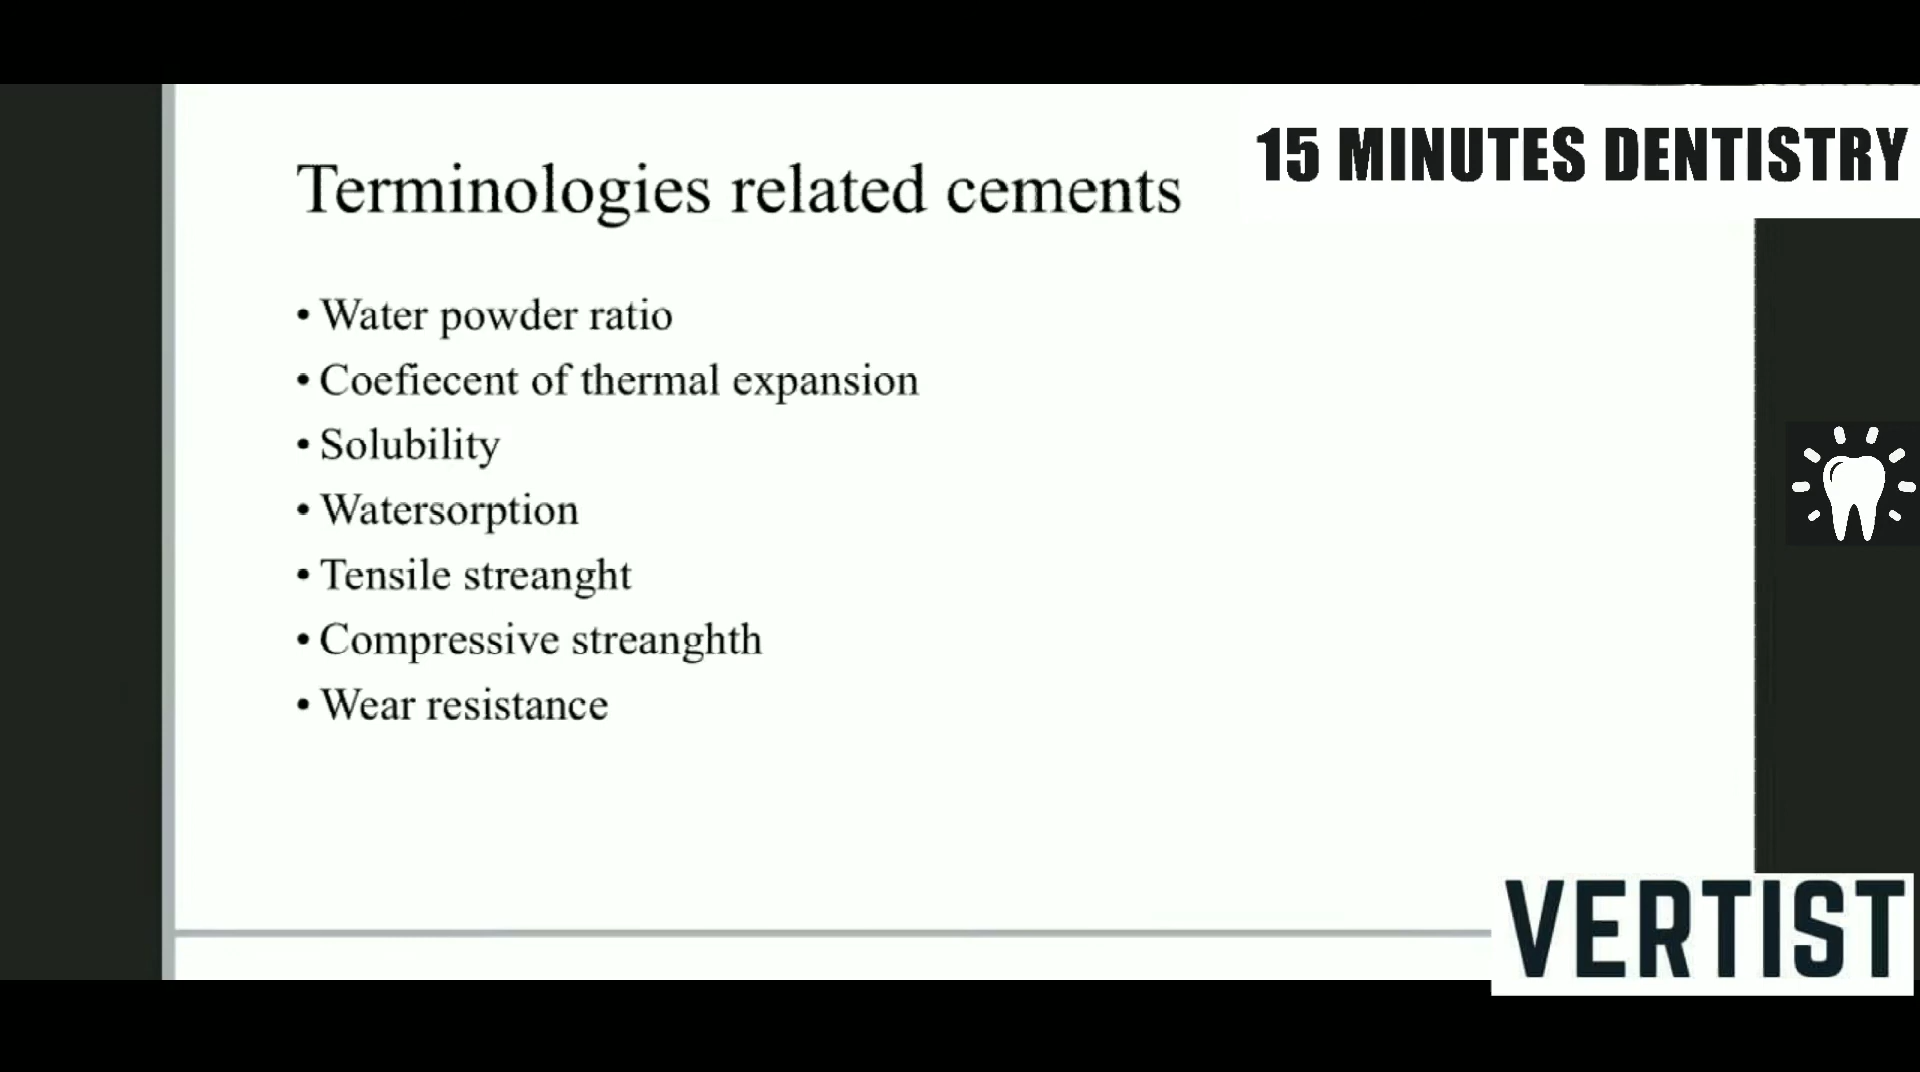 15 MINUTES DENTISTRY
Terminologies related cements
• Water powder ratio
• Coefiecent of thermal expansion
• Solubility
• Watersorption
• Tensile streanght
• Compressive streanghth
• Wear resistance
VERTIST